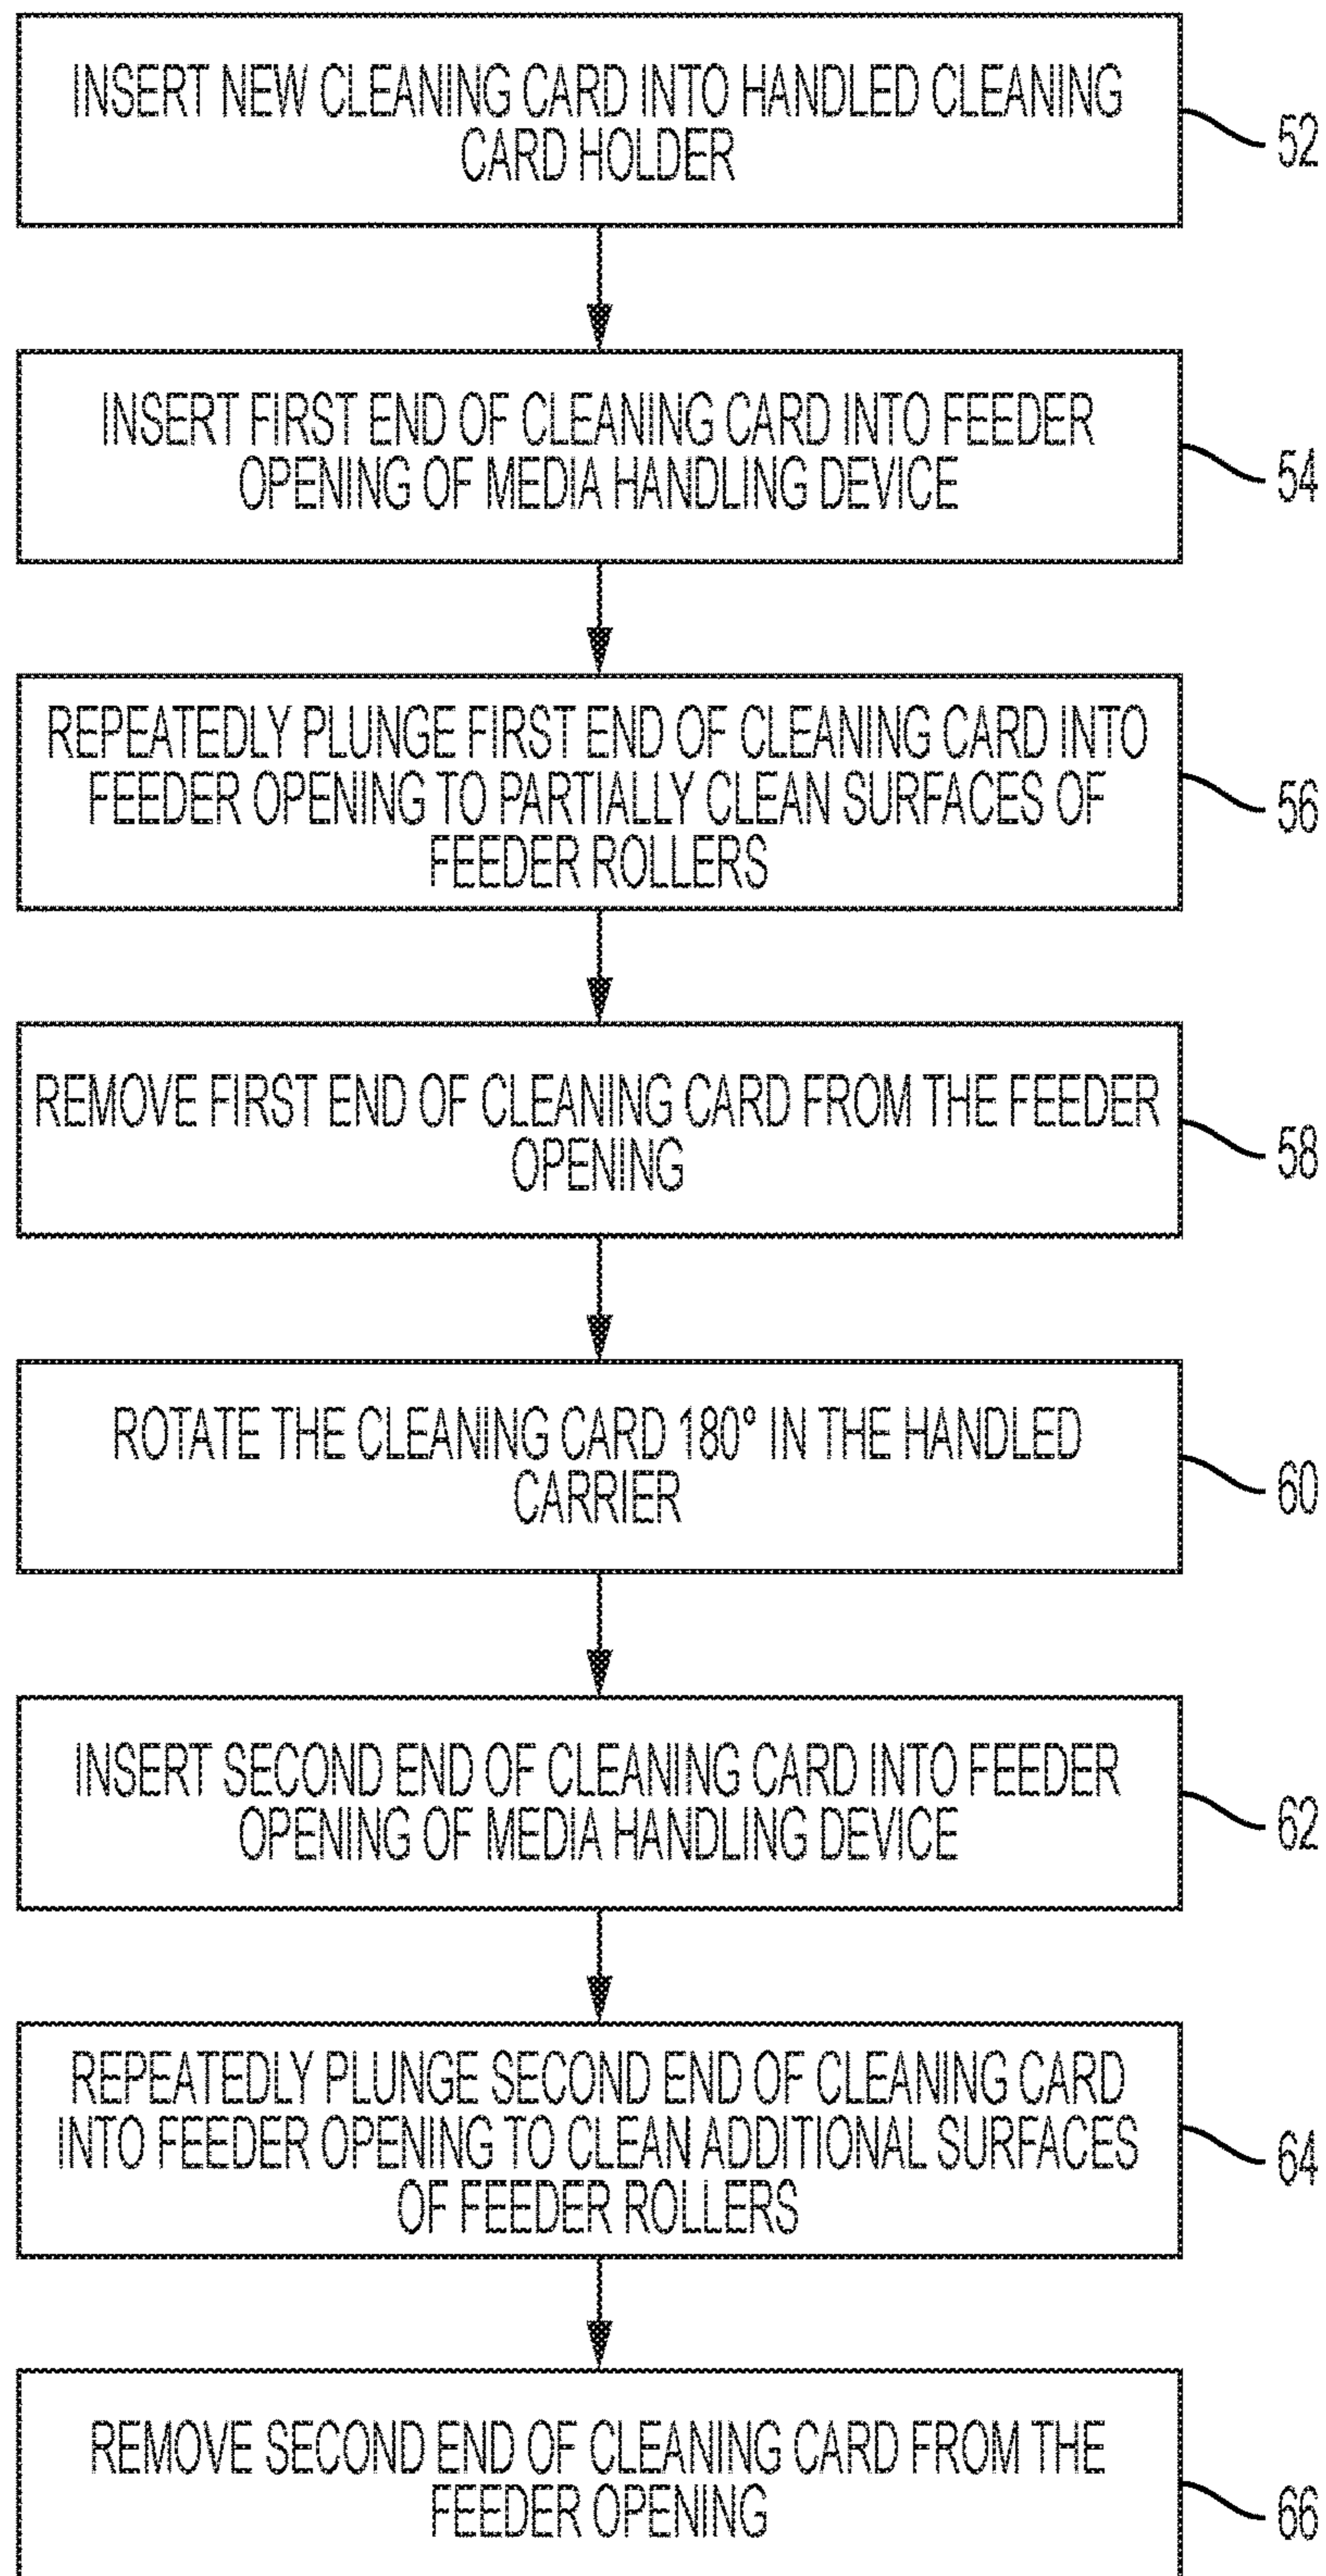 INSERT NEW CLEANING CARD INTO HANDLED CLEANING
CARD HOLDER
52
INSERT FIRST END OF CLEANING CARD INTO FEEDER
OPENING OF MEDIA HANDLING DEVICE
54
REPEATEDLY PLUNGE FIRST END OF CLEANING CARD INTO
FEEDER OPENING TO PARTIALLY CLEAN SURFACES OF
FEEDER ROLLERS
56
REMOVE FIRST END OF CLEANING CARD FROM THE FEEDER
OPENING
58
ROTATE THE CLEANING CARD 180° IN THE HANDLED
CARRIER
60
INSERT SECOND END OF CLEANING CARD INTO FEEDER
OPENING OF MEDIA HANDLING DEVICE
62
REPEATEDLY PLUNGE SECOND END OF CLEANING CARD
INTO FEEDER OPENING TO CLEAN ADDITIONAL SURFACES
OF FEEDER ROLLERS
64
REMOVE SECOND END OF CLEANING CARD FROM THE
FEEDER OPENING
66